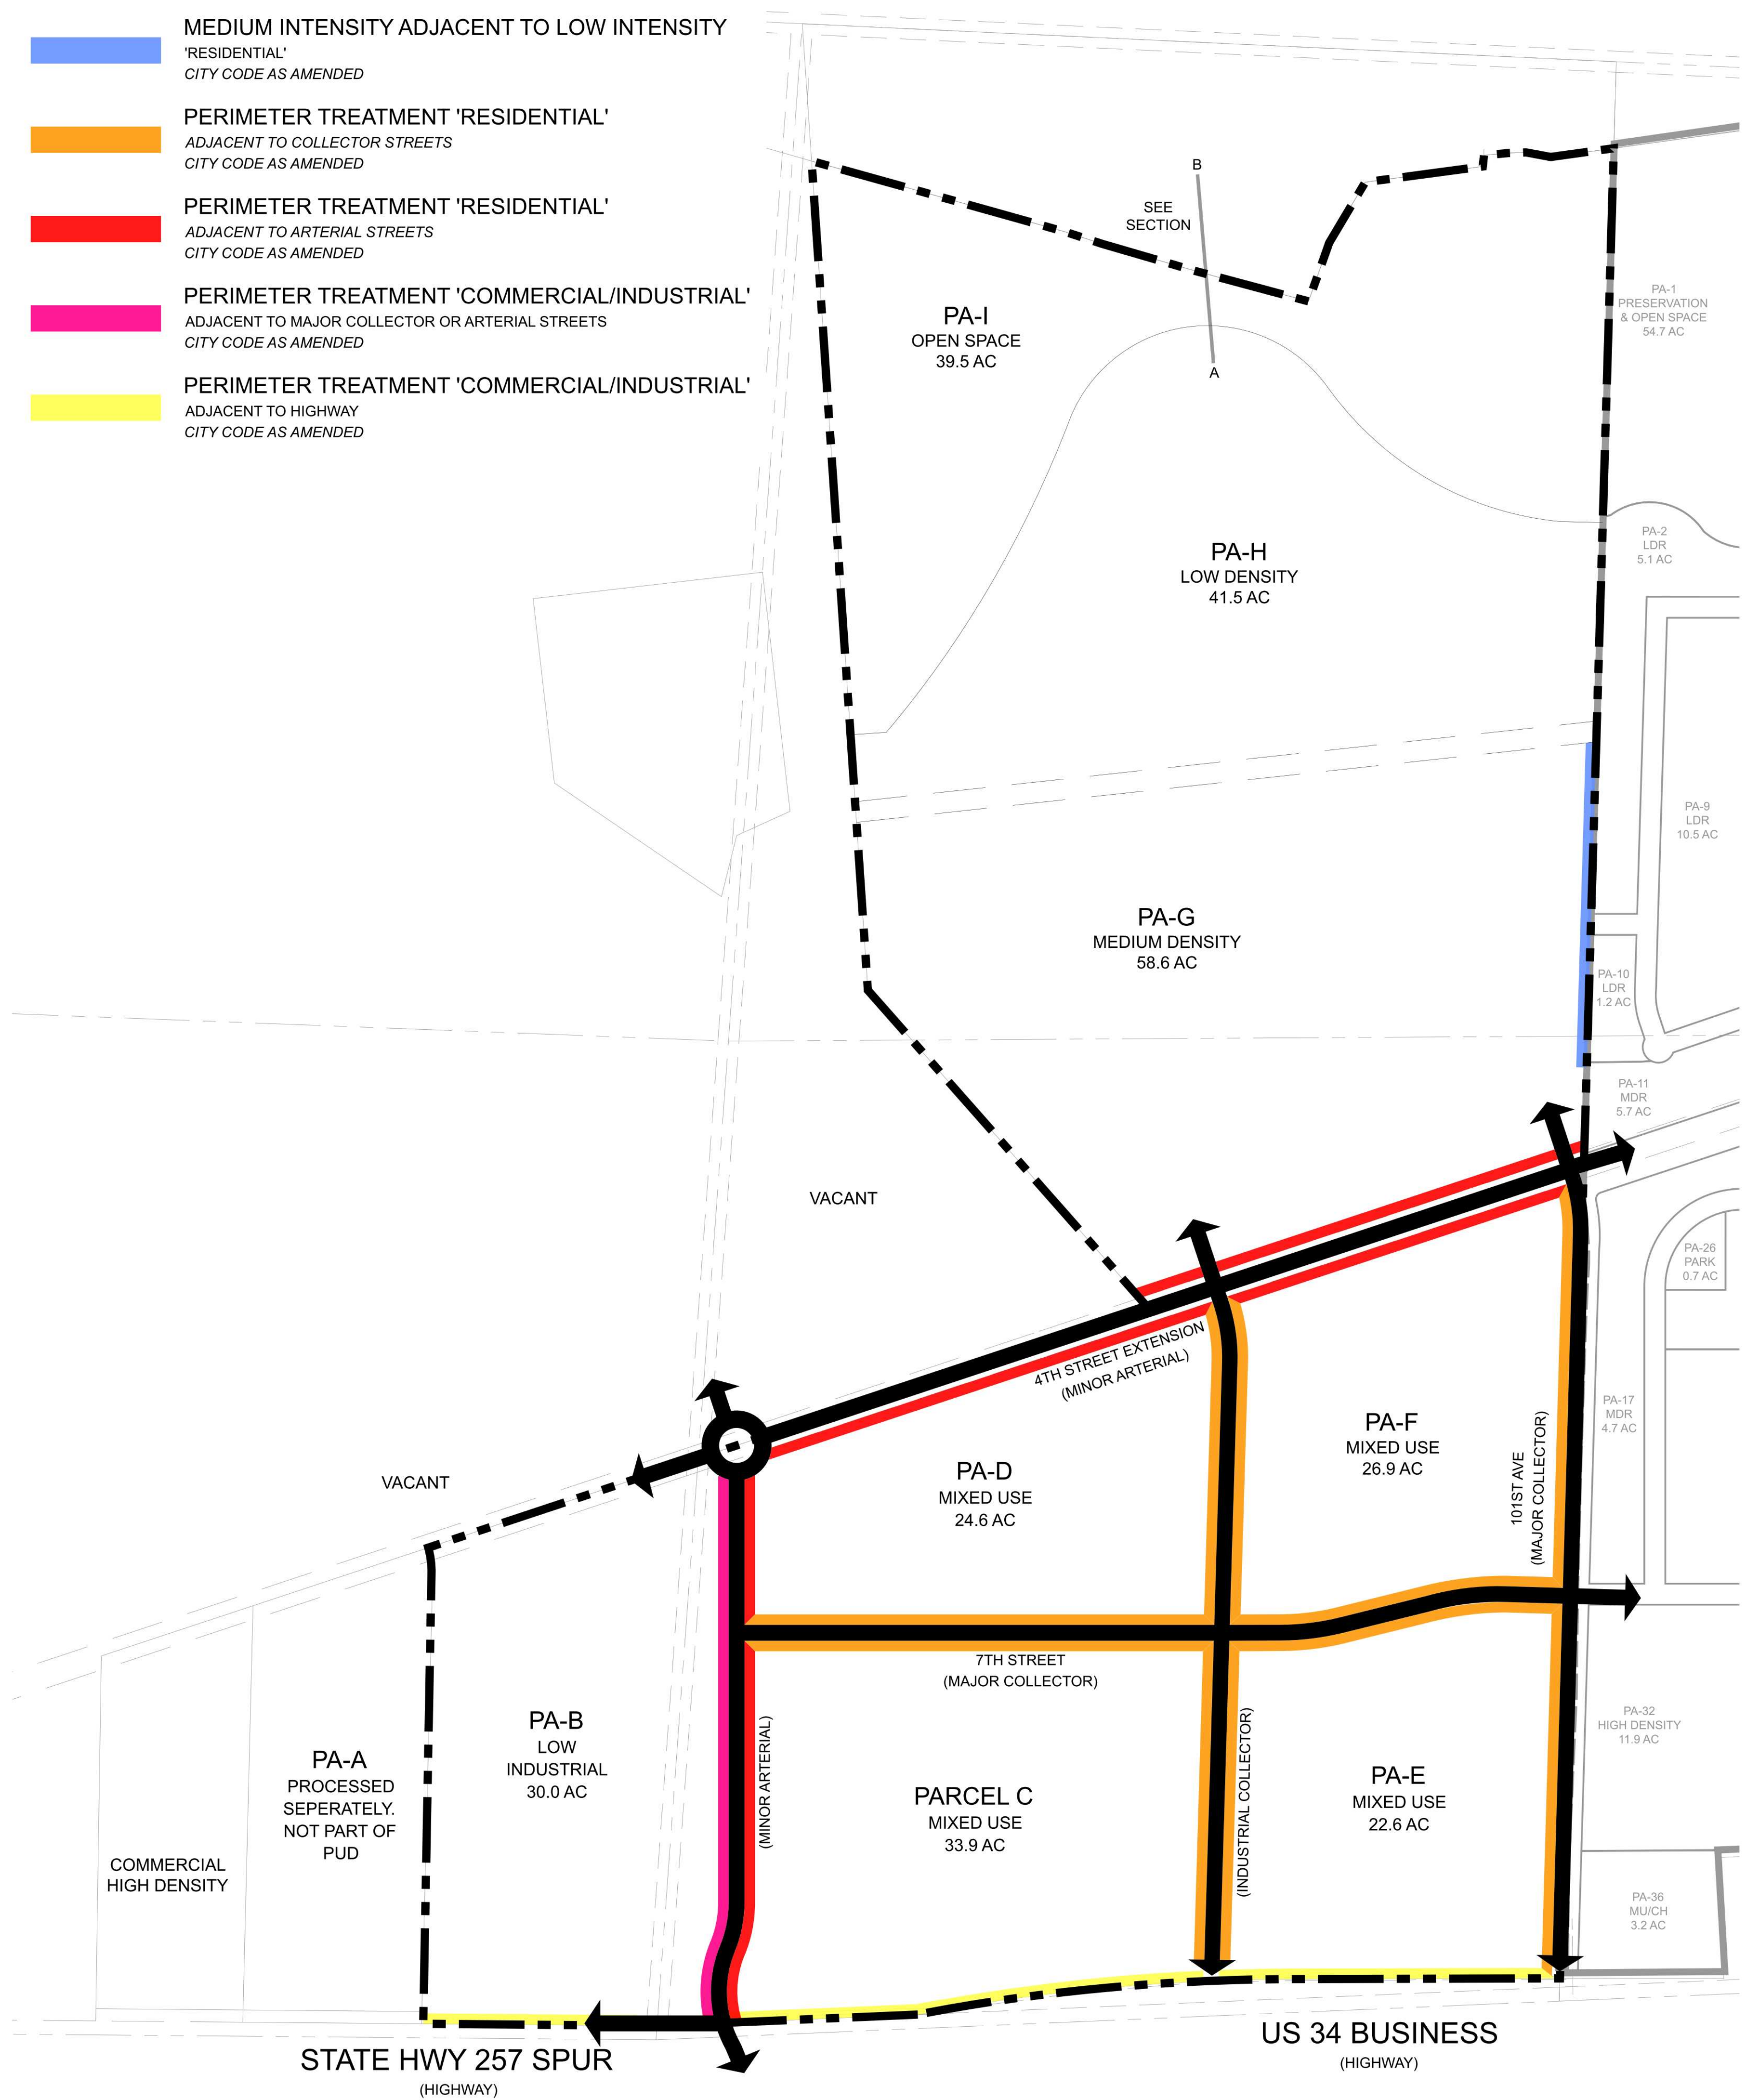 MEDIUM INTENSITY ADJACENT TO LOW INTENSITY
'RESIDENTIAL'
CITY CODE AS AMENDED
PERIMETER TREATMENT 'RESIDENTIAL'
ADJACENT TO COLLECTOR STREETS
CITY CODE AS AMENDED
PERIMETER TREATMENT 'RESIDENTIAL'
ADJACENT TO ARTERIAL STREETS
CITY CODE AS AMENDED
PERIMETER TREATMENT 'COMMERCIAL/INDUSTRIAL'
ADJACENT TO MAJOR COLLECTOR OR ARTERIAL STREETS
CITY CODE AS AMENDED
PERIMETER TREATMENT 'COMMERCIAL/INDUSTRIAL'
ADJACENT TO HIGHWAY
CITY CODE AS AMENDED
B
SEE
SECTION
A
PA-I
OPEN SPACE
39.5 AC
PA-1
PRESERVATION
& OPEN SPACE
54.7 AC
PA-H
LOW DENSITY
41.5 AC
PA-2
LDR
5.1 AC
PA-9
LDR
10.5 AC
PA-G
MEDIUM DENSITY
58.6 AC
PA-10
LDR
1.2 AC
PA-11
MDR
5.7 AC
VACANT
PA-26
PARK
0.7 AC
4TH STREET EXTENSION
(MINOR ARTERIAL)
PA-17
MDR
4.7 AC
PA-F
MIXED USE
26.9 AC
101ST AVE
(MAJOR COLLECTOR)
VACANT
PA-D
MIXED USE
24.6 AC
7TH STREET
(MAJOR COLLECTOR)
PA-B
LOW
INDUSTRIAL
30.0 AC
PA-A
PROCESSED
SEPERATELY.
NOT PART OF
PUD
COMMERCIAL
HIGH DENSITY
(MINOR ARTERIAL)
PARCEL C
MIXED USE
33.9 AC
(INDUSTRIAL COLLECTOR)
PA-E
MIXED USE
22.6 AC
PA-32
HIGH DENSITY
11.9 AC
PA-36
MU/CH
3.2 AC
STATE HWY 257 SPUR
(HIGHWAY)
US 34 BUSINESS
(HIGHWAY)